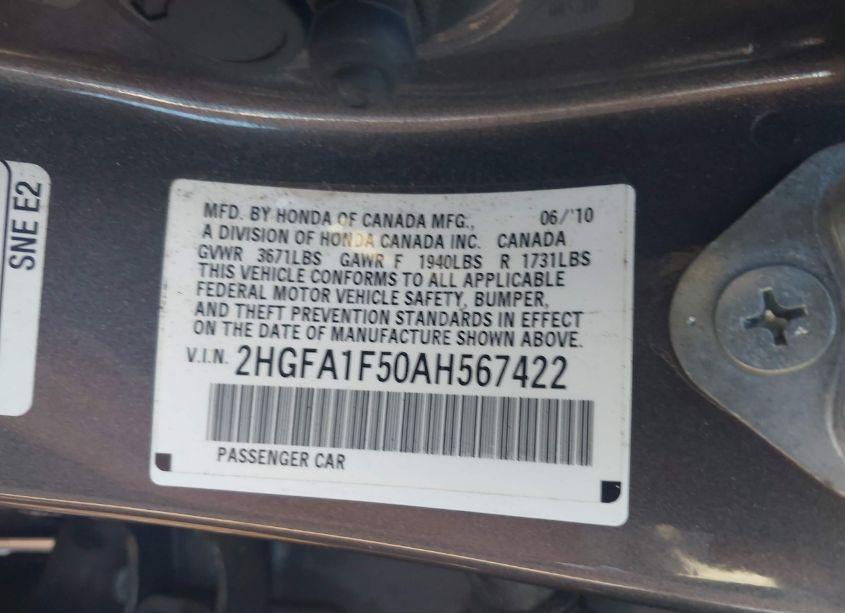 SNE E2
MFD. BY HONDA OF CANADA MFG., 06/'10
A DIVISION OF HONDA CANADA INC. CANADA
GVWR 3671LBS GAWR F 1940LBS R 1731LBS
THIS VEHICLE CONFORMS TO ALL APPLICABLE
FEDERAL MOTOR VEHICLE SAFETY, BUMPER,
AND THEFT PREVENTION STANDARDS IN EFFECT
ON THE DATE OF MANUFACTURE SHOWN ABOVE.
V.I.N. 2HGFA1F50AH567422
PASSENGER CAR